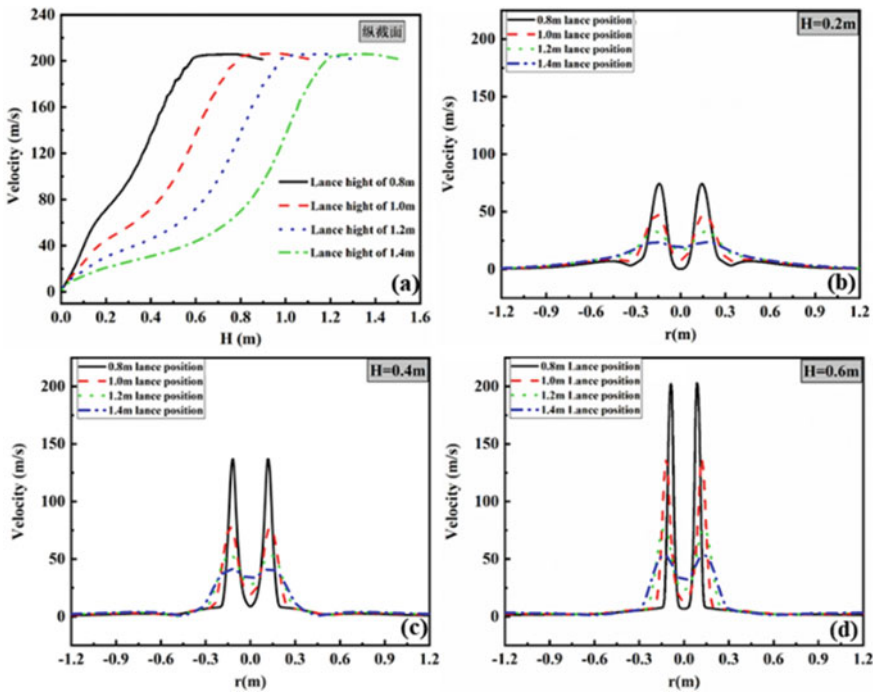 纵截面
Velocity (m/s)
200
160
120
80
40
0
Lance hight of 0.8m
Lance hight of 1.0m
Lance hight of 1.2m
Lance hight of 1.4m
(a)
0.0 0.2 0.4 0.6 0.8 1.0 1.2 1.4 1.6
H (m)
0.8m lance position
1.0m lance position
1.2m lance position
1.4m lance position
H=0.2m
Velocity (m/s)
200
150
100
50
0
(b)
-1.2 -0.9 -0.6 -0.3 0.0 0.3 0.6 0.9 1.2
r(m)
0.8m lance position
1.0m lance position
1.2m lance position
1.4m lance position
H=0.4m
Velocity (m/s)
200
150
100
50
0
(c)
-1.2 -0.9 -0.6 -0.3 0.0 0.3 0.6 0.9 1.2
r(m)
0.8m Lance position
1.0m Lance position
1.2m Lance position
1.4m Lance position
H=0.6m
Velocity (m/s)
200
150
100
50
0
(d)
-1.2 -0.9 -0.6 -0.3 0.0 0.3 0.6 0.9 1.2
r(m)